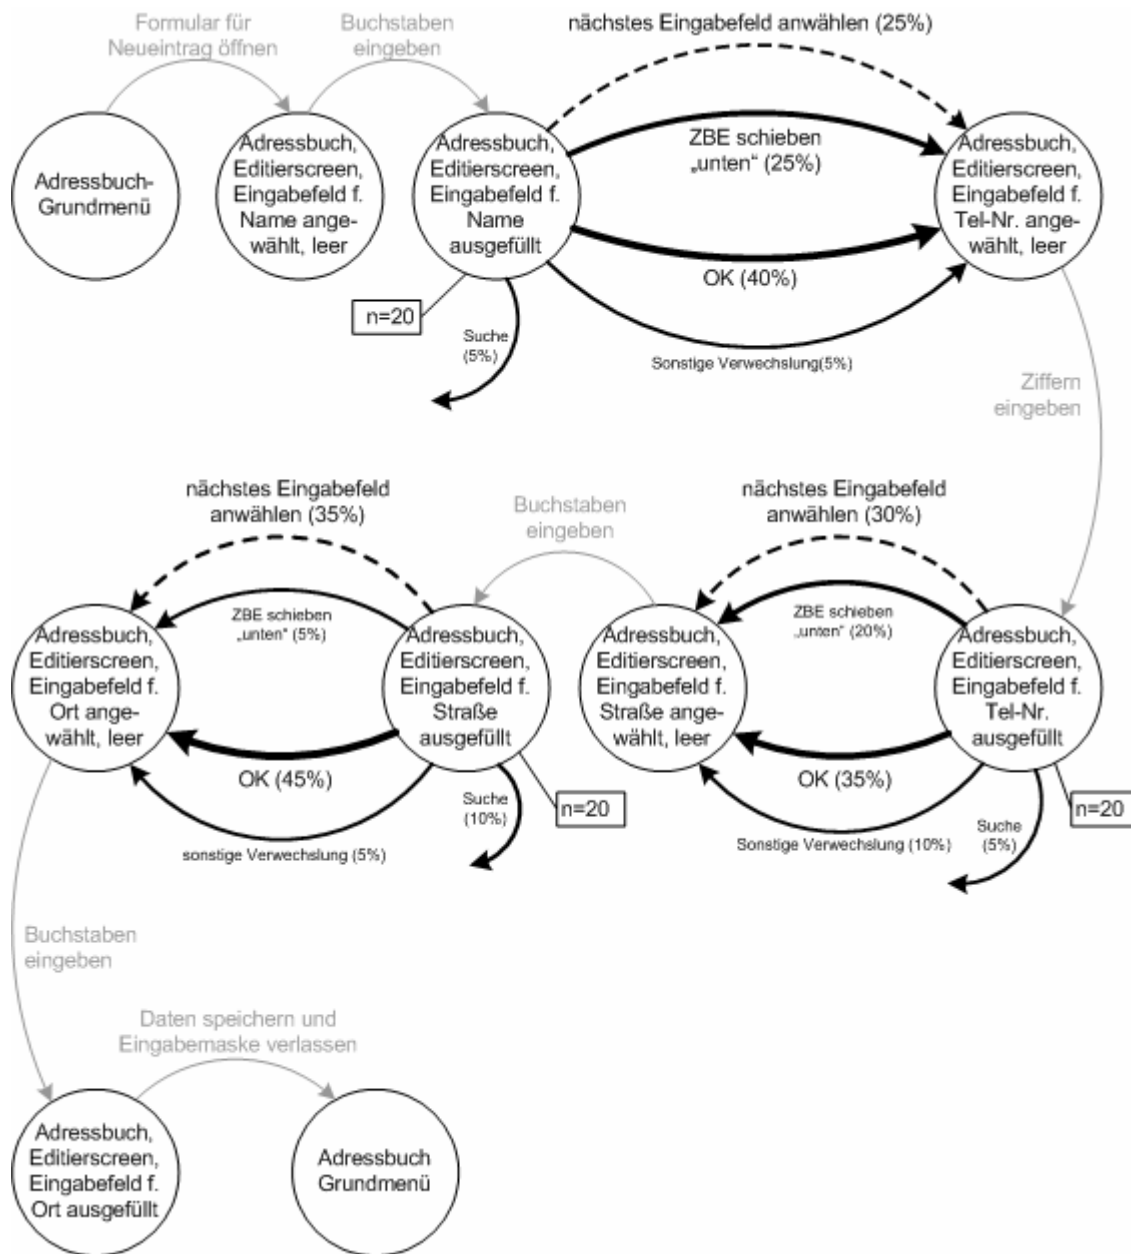 Formular für
Neueintrag öffnen
Buchstaben
eingeben
nächstes Eingabefeld anwählen (25%)
Adressbuch-
Grundmenü
Adressbuch,
Editierscreen,
Eingabefeld f.
Name ange-
wählt, leer
Adressbuch,
Editierscreen,
Eingabefeld f.
Name
ausgefüllt
ZBE schieben
„unten“ (25%)
OK (40%)
Adressbuch,
Editierscreen,
Eingabefeld f.
Tel-Nr. ange-
wählt, leer
n=20
Suche
(5%)
Sonstige Verwechslung(5%)
Ziffern
eingeben
nächstes Eingabefeld
anwählen (35%)
Buchstaben
eingeben
nächstes Eingabefeld
anwählen (30%)
Adressbuch,
Editierscreen,
Eingabefeld f.
Ort ange-
wählt, leer
ZBE schieben
„unten“ (5%)
OK (45%)
Adressbuch,
Editierscreen,
Eingabefeld f.
Straße
ausgefüllt
Adressbuch,
Editierscreen,
Eingabefeld f.
Straße ange-
wählt, leer
ZBE schieben
„unten“ (20%)
OK (35%)
Adressbuch,
Editierscreen,
Eingabefeld f.
Tel-Nr.
ausgefüllt
Suche
(10%)
n=20
sonstige Verwechslung (5%)
Sonstige Verwechslung (10%)
Suche
(5%)
n=20
Buchstaben
eingeben
Daten speichern und
Eingabemaske verlassen
Adressbuch,
Editierscreen,
Eingabefeld f.
Ort ausgefüllt
Adressbuch
Grundmenü